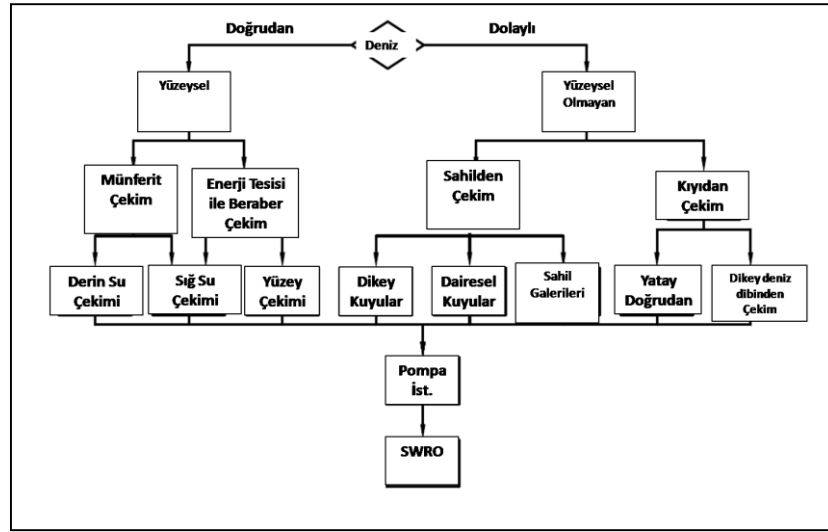 Doğrudan
Deniz
Dolaylı
Yüzeysel
Yüzeysel
Olmayan
Münferit
Çekim
Enerji Tesisi
ile Beraber
Çekim
Sahilden
Çekim
Kıyıdan
Çekim
Derin Su
Çekimi
Sığ Su
Çekimi
Yüzey
Çekimi
Dikey
Kuyular
Dairesel
Kuyular
Sahil
Galerileri
Yatay
Doğrudan
Dikey deniz
dibinden
Çekim
Pompa
İst.
SWRO